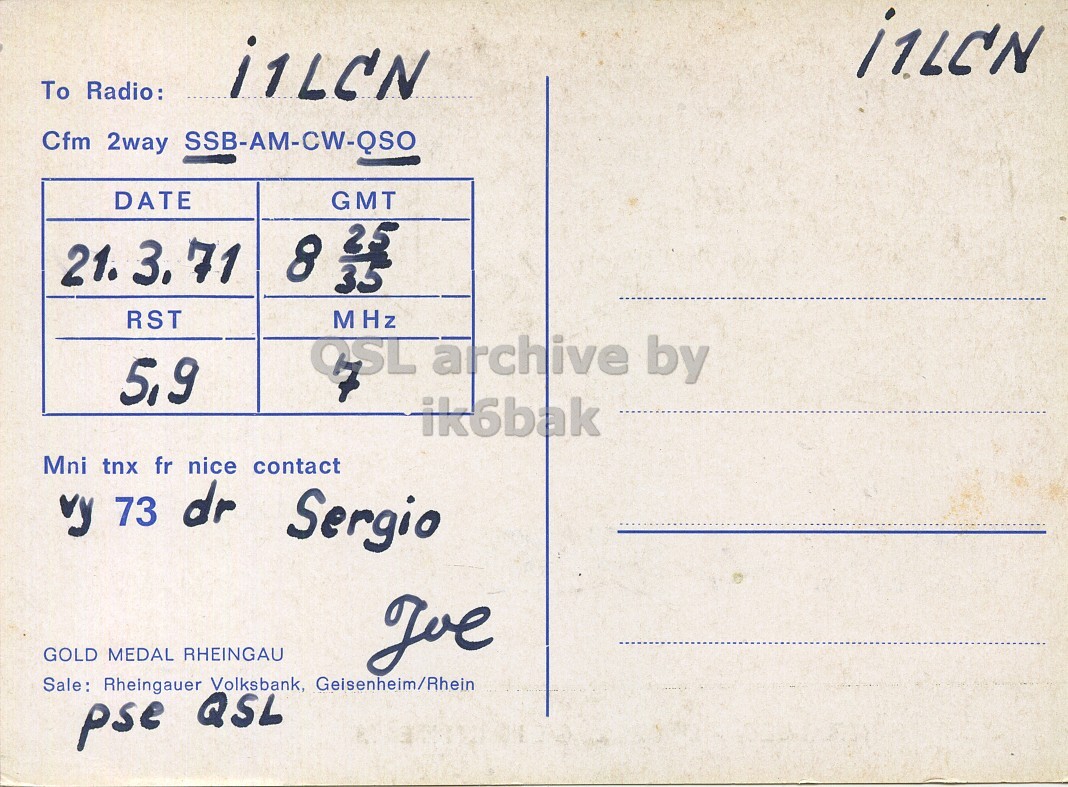 i1LCN
To Radio: i1LCN
Cfm 2way SSB-AM-CW-QSO
DATE GMT
21.3.71 8 25/35
RST MHz
5,9 7
QSL archive by
ik6bak
Mni tnx fr nice contact
vy 73 dr Sergio
Joe
GOLD MEDAL RHEINGAU
Sale: Rheingauer Volksbank, Geisenheim/Rhein
pse QSL